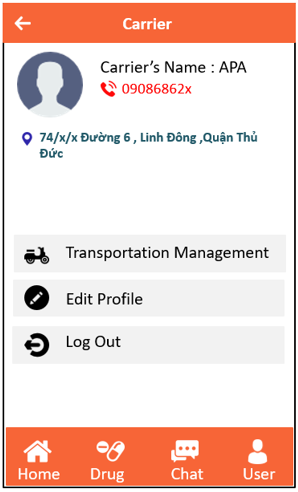 Carrier
Carrier's Name : APA
09086862x
74/x/x Đường 6 , Linh Đông ,Quận Thủ
Đức
Transportation Management
Edit Profile
Log Out
Home Drug Chat User